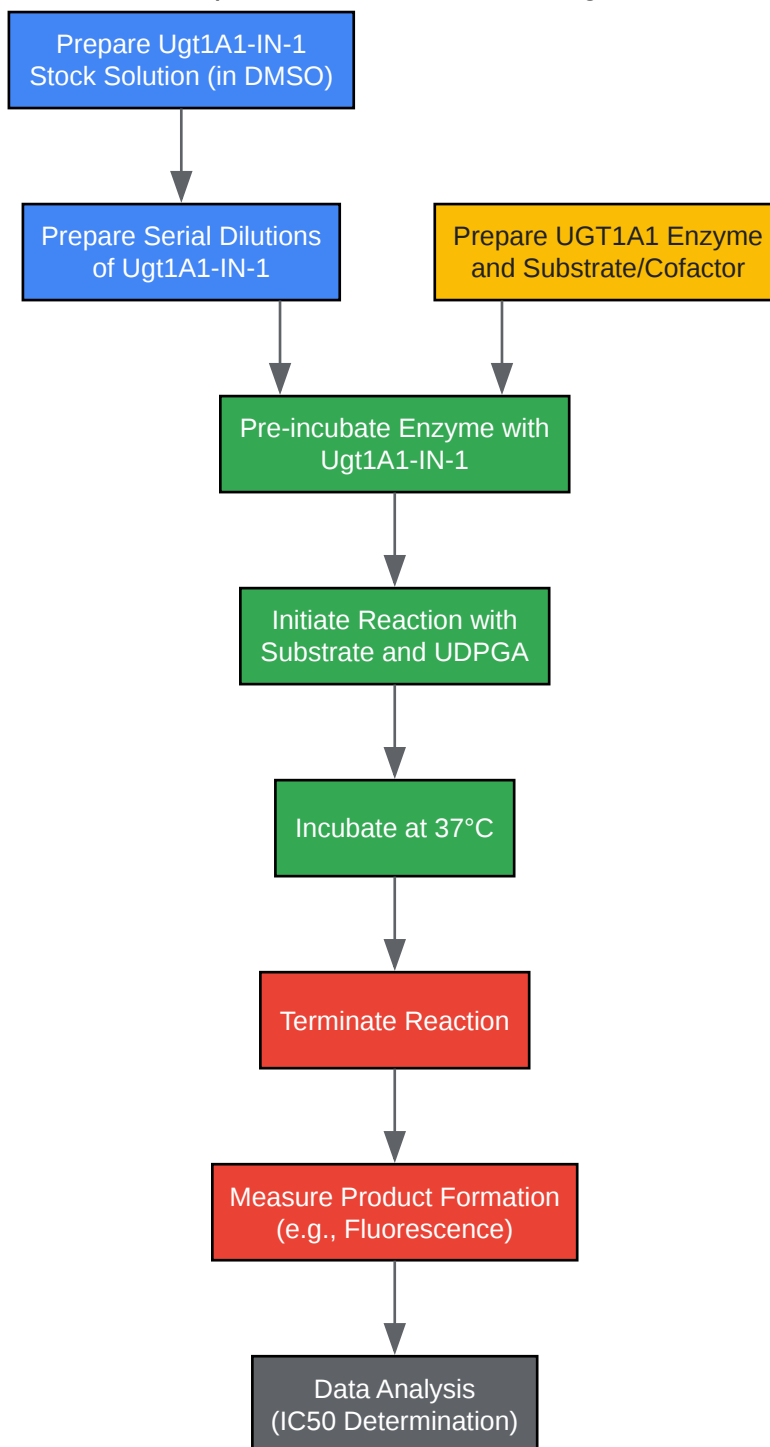 Prepare Ugt1A1-IN-1
Stock Solution (in DMSO)
Prepare Serial Dilutions
of Ugt1A1-IN-1
Prepare UGT1A1 Enzyme
and Substrate/Cofactor
Pre-incubate Enzyme with
Ugt1A1-IN-1
Initiate Reaction with
Substrate and UDPGA
Incubate at 37°C
Terminate Reaction
Measure Product Formation
(e.g., Fluorescence)
Data Analysis
(IC50 Determination)